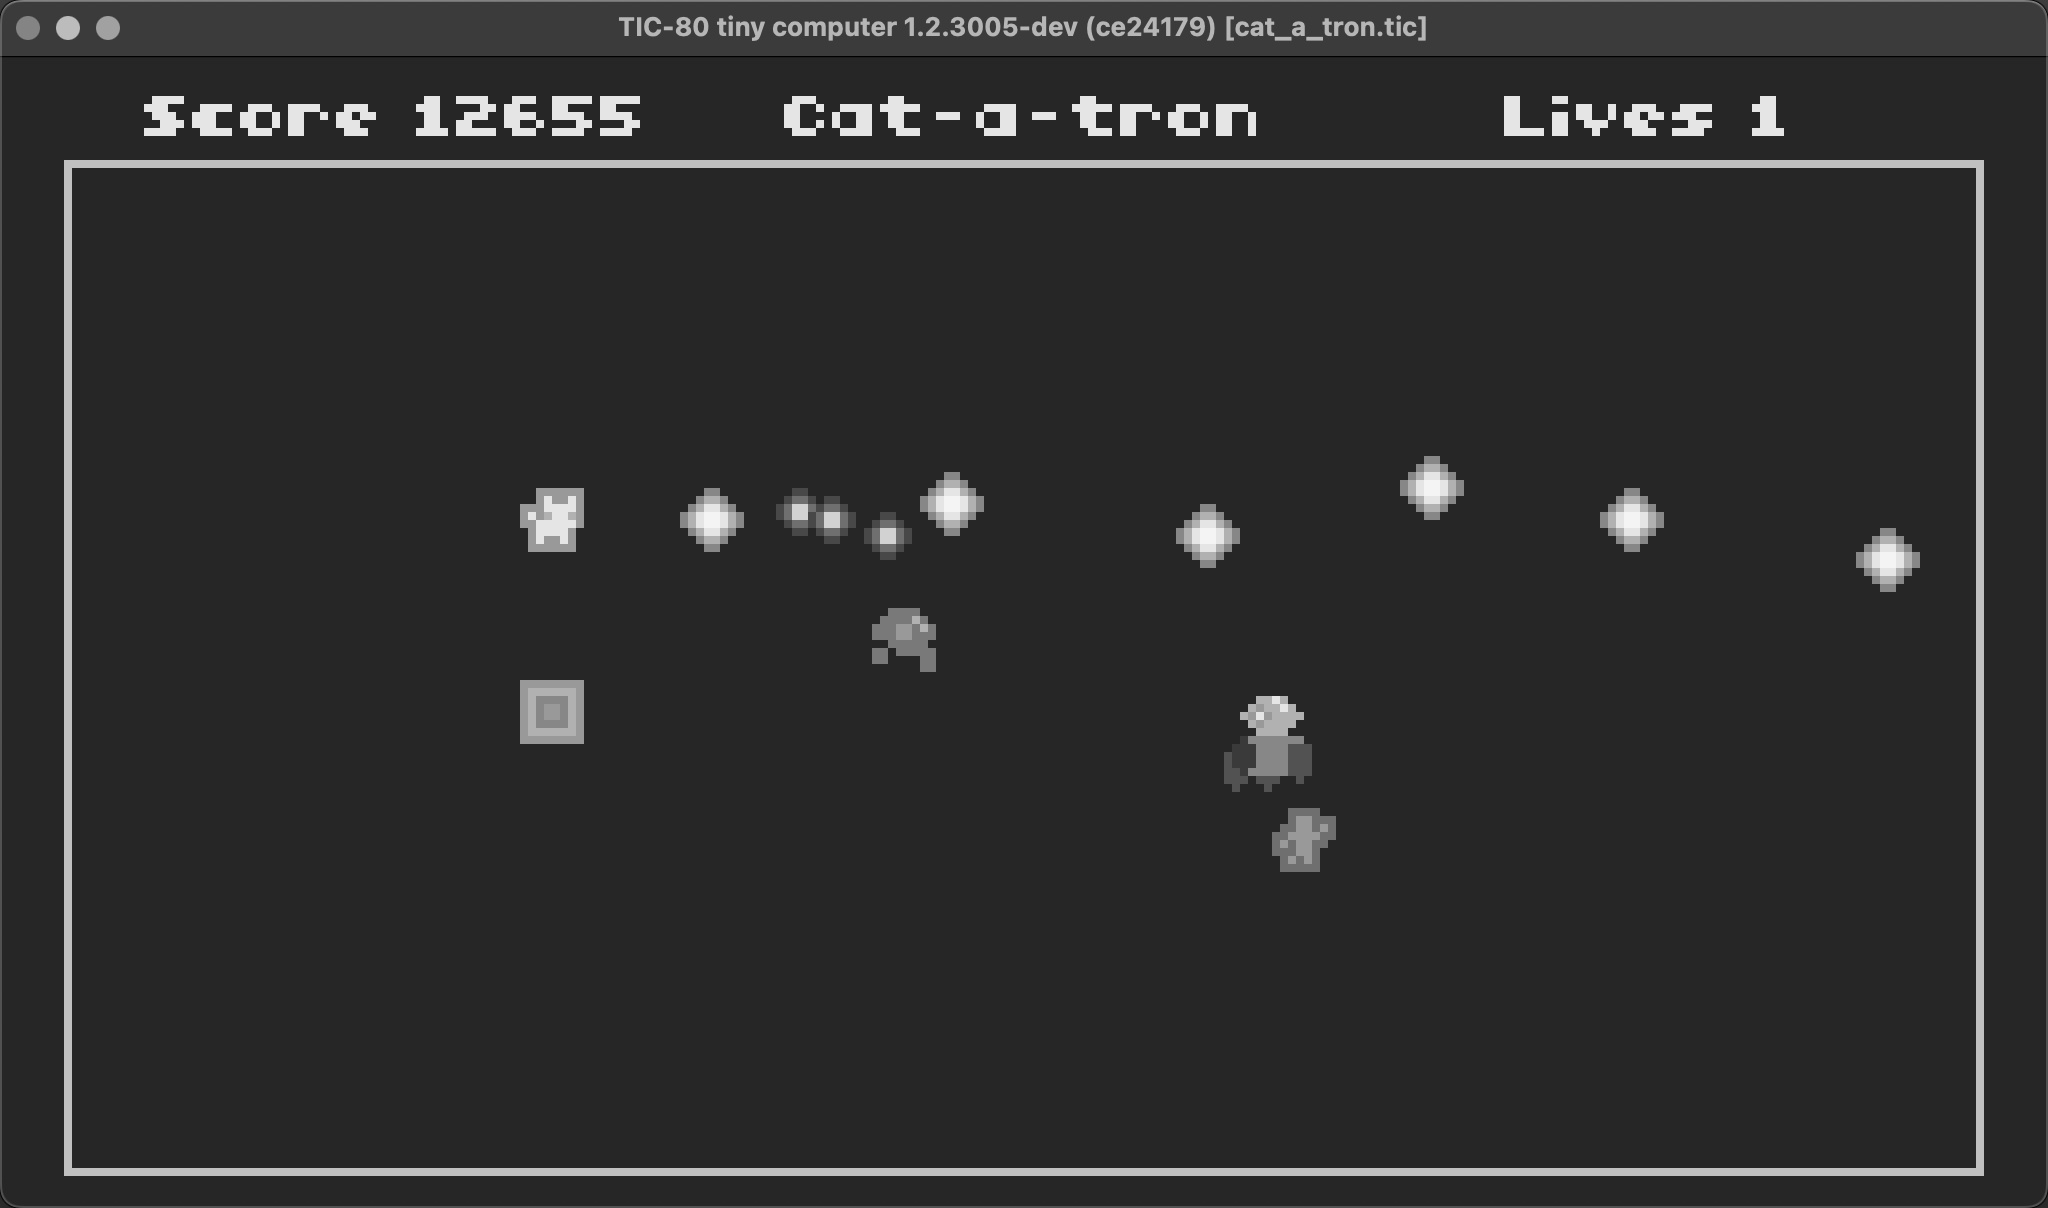 TIC-80 tiny computer 1.2.3005-dev (ce24179) [cat_a_tron.tic]
Score 12655 Cat-a-tron Lives 1